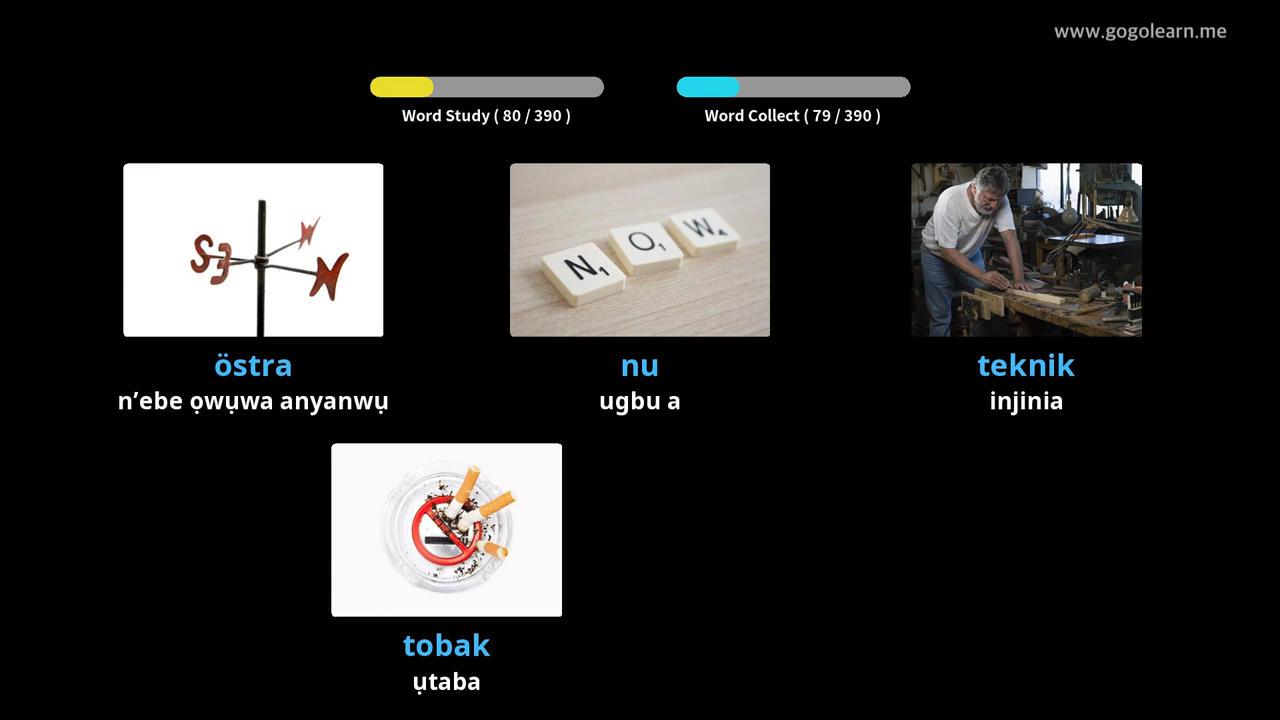 www.gogolearn.me
Word Study ( 80 / 390 )
Word Collect ( 79 / 390 )
S E N
N O W
östra
n’ebe ọwụwa anyanwụ
nu
ugbu a
teknik
injinia
tobak
ụtaba